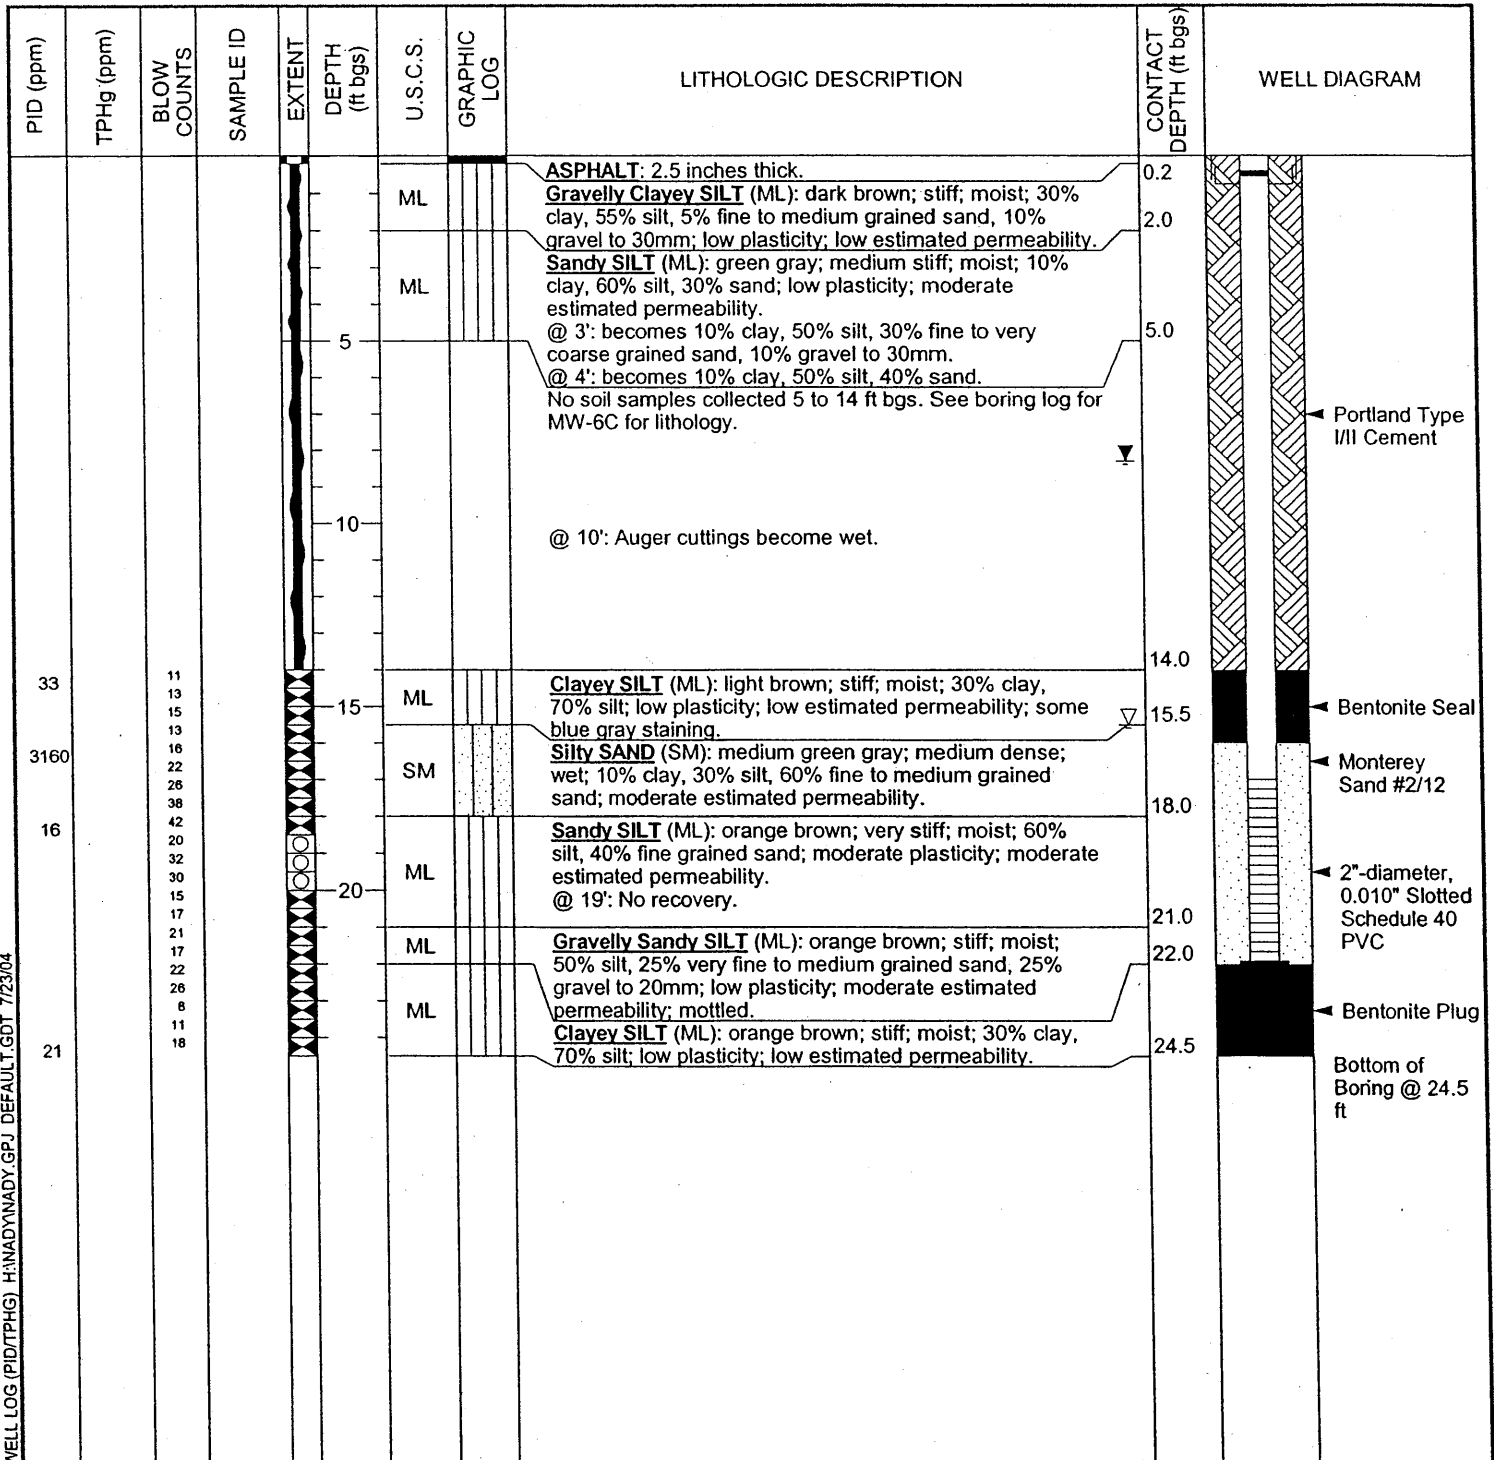 PID (ppm)
TPHg (ppm)
BLOW
COUNTS
SAMPLE ID
EXTENT
DEPTH
(ft bgs)
U.S.C.S.
GRAPHIC
LOG
LITHOLOGIC DESCRIPTION
CONTACT
DEPTH (ft bgs)
WELL DIAGRAM
ML
ASPHALT: 2.5 inches thick.
0.2
Gravelly Clayey SILT (ML): dark brown; stiff; moist; 30%
clay, 55% silt, 5% fine to medium grained sand, 10%
gravel to 30mm; low plasticity; low estimated permeability.
2.0
ML
Sandy SILT (ML): green gray; medium stiff; moist; 10%
clay, 60% silt, 30% sand; low plasticity; moderate
estimated permeability.
@ 3': becomes 10% clay, 50% silt, 30% fine to very
coarse grained sand, 10% gravel to 30mm.
@ 4': becomes 10% clay, 50% silt, 40% sand.
5
5.0
No soil samples collected 5 to 14 ft bgs. See boring log for
MW-6C for lithology.
Portland Type
I/II Cement
10
@ 10': Auger cuttings become wet.
14.0
33
11
13
15
13
16
22
26
38
42
20
32
30
15
17
21
17
22
26
8
11
18
3160
16
21
15
ML
Clayey SILT (ML): light brown; stiff; moist; 30% clay,
70% silt; low plasticity; low estimated permeability; some
blue gray staining.
15.5
Bentonite Seal
SM
Silty SAND (SM): medium green gray; medium dense;
wet; 10% clay, 30% silt, 60% fine to medium grained
sand; moderate estimated permeability.
18.0
Monterey
Sand #2/12
20
ML
Sandy SILT (ML): orange brown; very stiff; moist; 60%
silt, 40% fine grained sand; moderate plasticity; moderate
estimated permeability.
@ 19': No recovery.
21.0
2"-diameter,
0.010" Slotted
Schedule 40
PVC
ML
Gravelly Sandy SILT (ML): orange brown; stiff; moist;
50% silt, 25% very fine to medium grained sand, 25%
gravel to 20mm; low plasticity; moderate estimated
permeability; mottled.
22.0
Bentonite Plug
ML
Clayey SILT (ML): orange brown; stiff; moist; 30% clay,
70% silt; low plasticity; low estimated permeability.
24.5
Bottom of
Boring @ 24.5
ft
WELL LOG (PID/TPHG) H:\NADY\NADY.GPJ DEFAULT.GDT 7/23/04